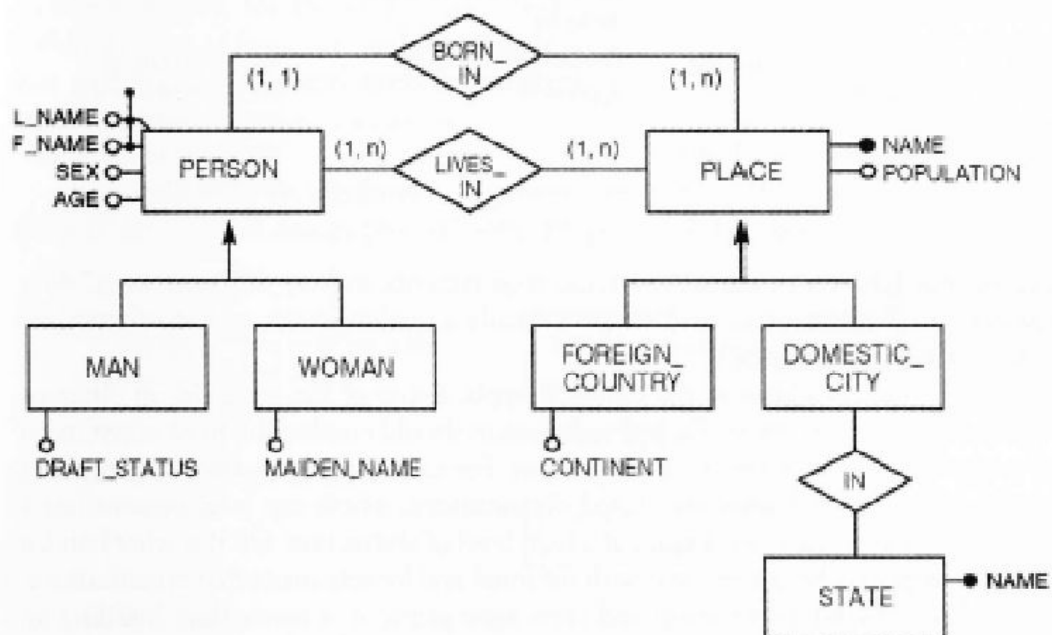 BORN_
IN
(1, 1)
(1, n)
L_NAME
F_NAME
SEX
AGE
PERSON
(1, n)
LIVES_
IN
(1, n)
PLACE
NAME
POPULATION
MAN
WOMAN
FOREIGN_
COUNTRY
DOMESTIC_
CITY
DRAFT_STATUS
MAIDEN_NAME
CONTINENT
IN
STATE
NAME